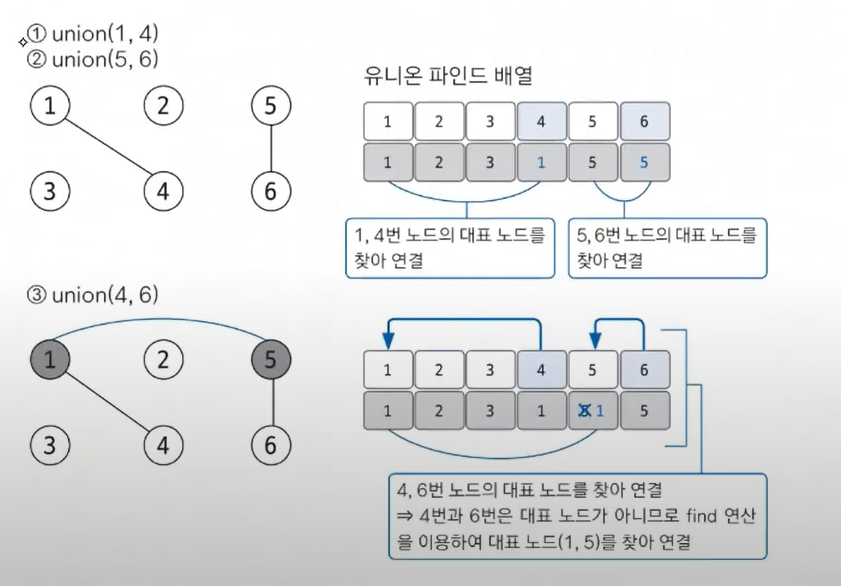 ① union(1, 4)
② union(5, 6)
1 2 5
3 4 6
유니온 파인드 배열
1 2 3 4 5 6
1 2 3 1 5 5
1, 4번 노드의 대표 노드를
찾아 연결
5, 6번 노드의 대표 노드를
찾아 연결
③ union(4, 6)
1 2 5
3 4 6
1 2 3 4 5 6
1 2 3 1 5 1 5
4, 6번 노드의 대표 노드를 찾아 연결
⇒ 4번과 6번은 대표 노드가 아니므로 find 연산
을 이용하여 대표 노드(1, 5)를 찾아 연결